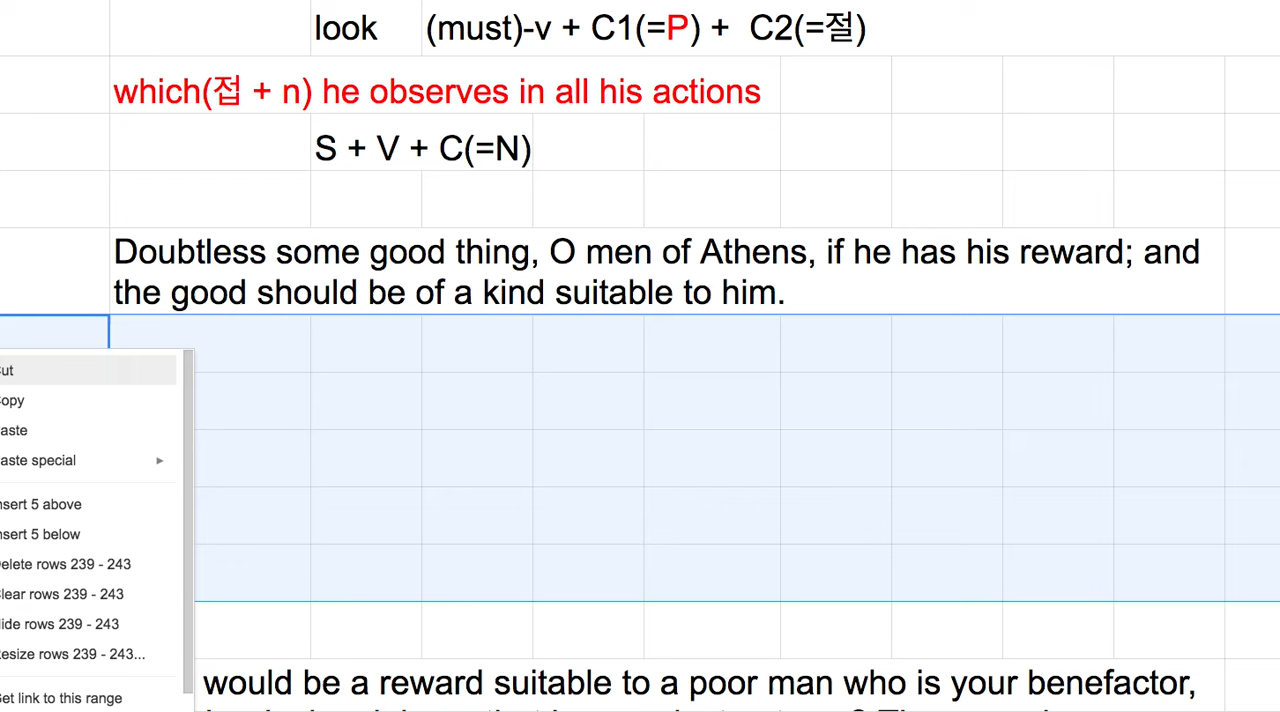 look (must)-v + C1(=P) + C2(=절)
which(접 + n) he observes in all his actions
S + V + C(=N)
Doubtless some good thing, O men of Athens, if he has his reward; and
the good should be of a kind suitable to him.
ut
opy
aste
aste special
nsert 5 above
nsert 5 below
elete rows 239 - 243
lear rows 239 - 243
ide rows 239 - 243
esize rows 239 - 243...
et link to this range
would be a reward suitable to a poor man who is your benefactor,